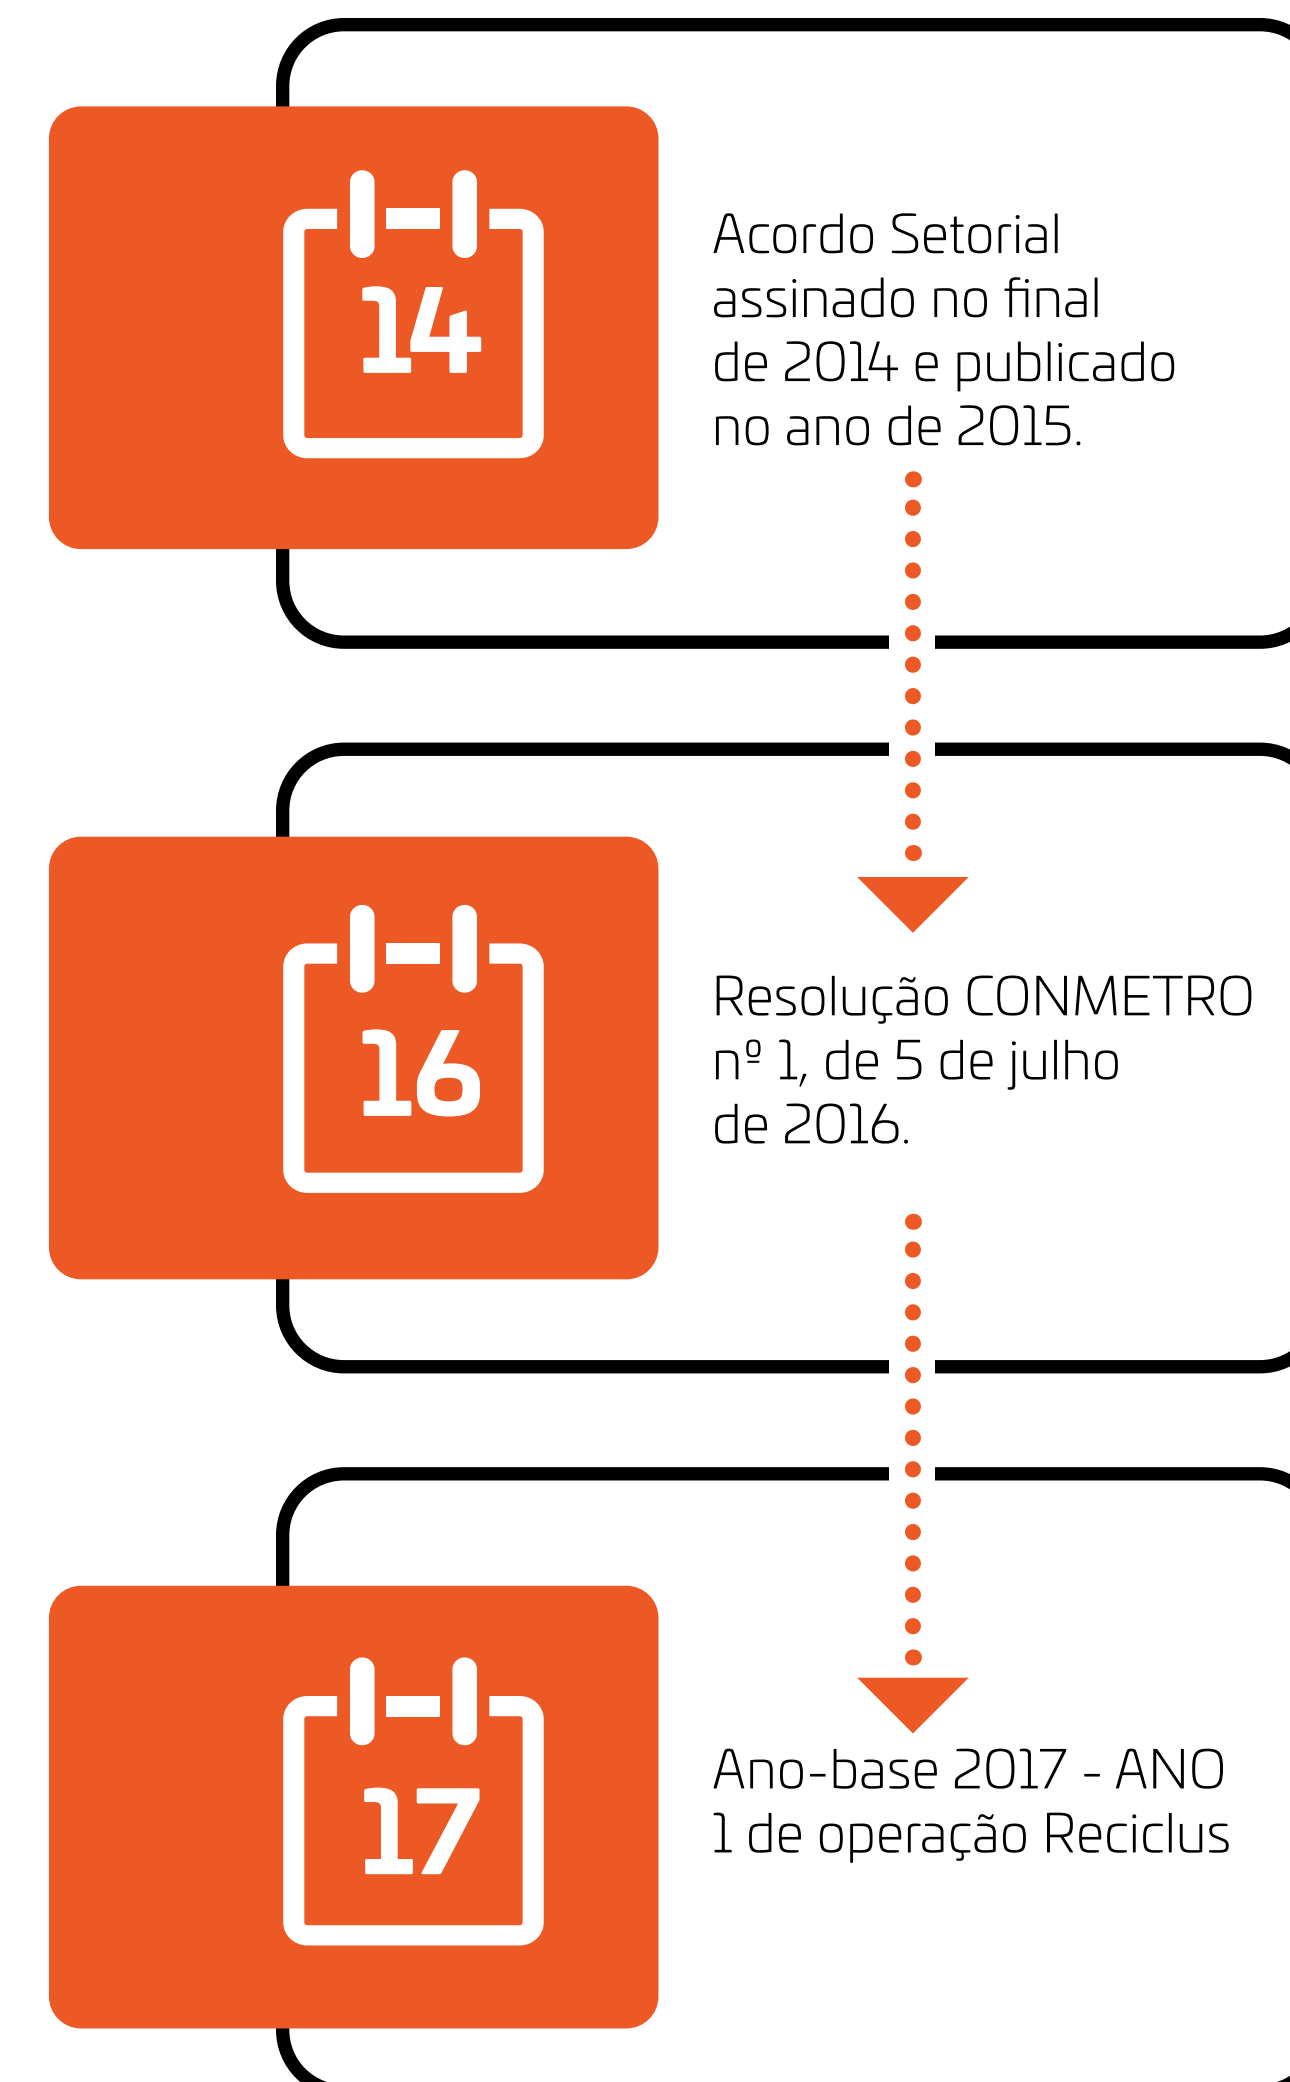 14
Acordo Setorial
assinado no final
de 2014 e publicado
no ano de 2015.
16
Resolução CONMETRO
nº 1, de 5 de julho
de 2016.
17
Ano-base 2017 - ANO
1 de operação Reciclus